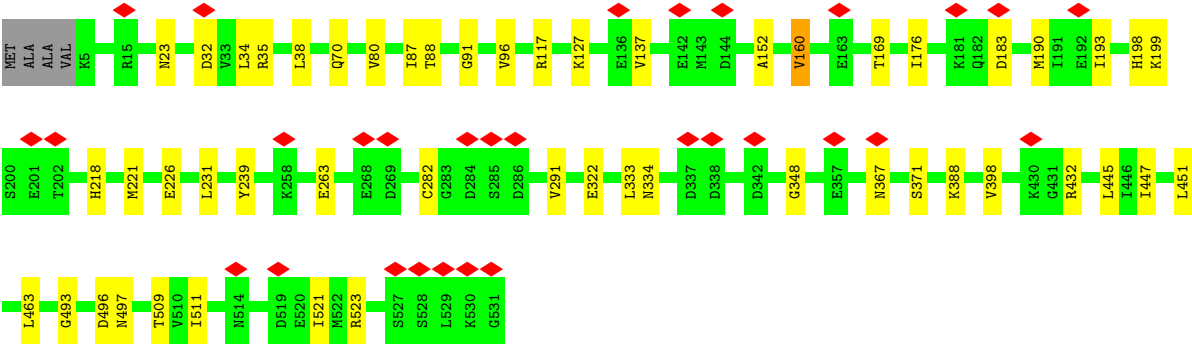 MET ALA ALA VAL K5 R15 N23 D32 V33 L34 R35 L38 Q70 V80 I87 T88 G91 V96 R117 K127 E136 V137 E142 M143 D144 A152 V160 E163 T169 I176 K181 Q182 D183 M190 I191 E192 I193 H198 K199
S200 E201 T202 H218 M221 E226 L231 Y239 K258 E263 E268 D269 C282 G283 D284 S285 D286 V291 E322 L333 N334 D337 D338 D342 G348 E357 N367 S371 K388 V398 K430 G431 R432 L445 I446 I447 L451
L463 G493 D496 N497 T509 V510 I511 N514 D519 E520 I521 M522 R523 S527 S528 L529 K530 G531